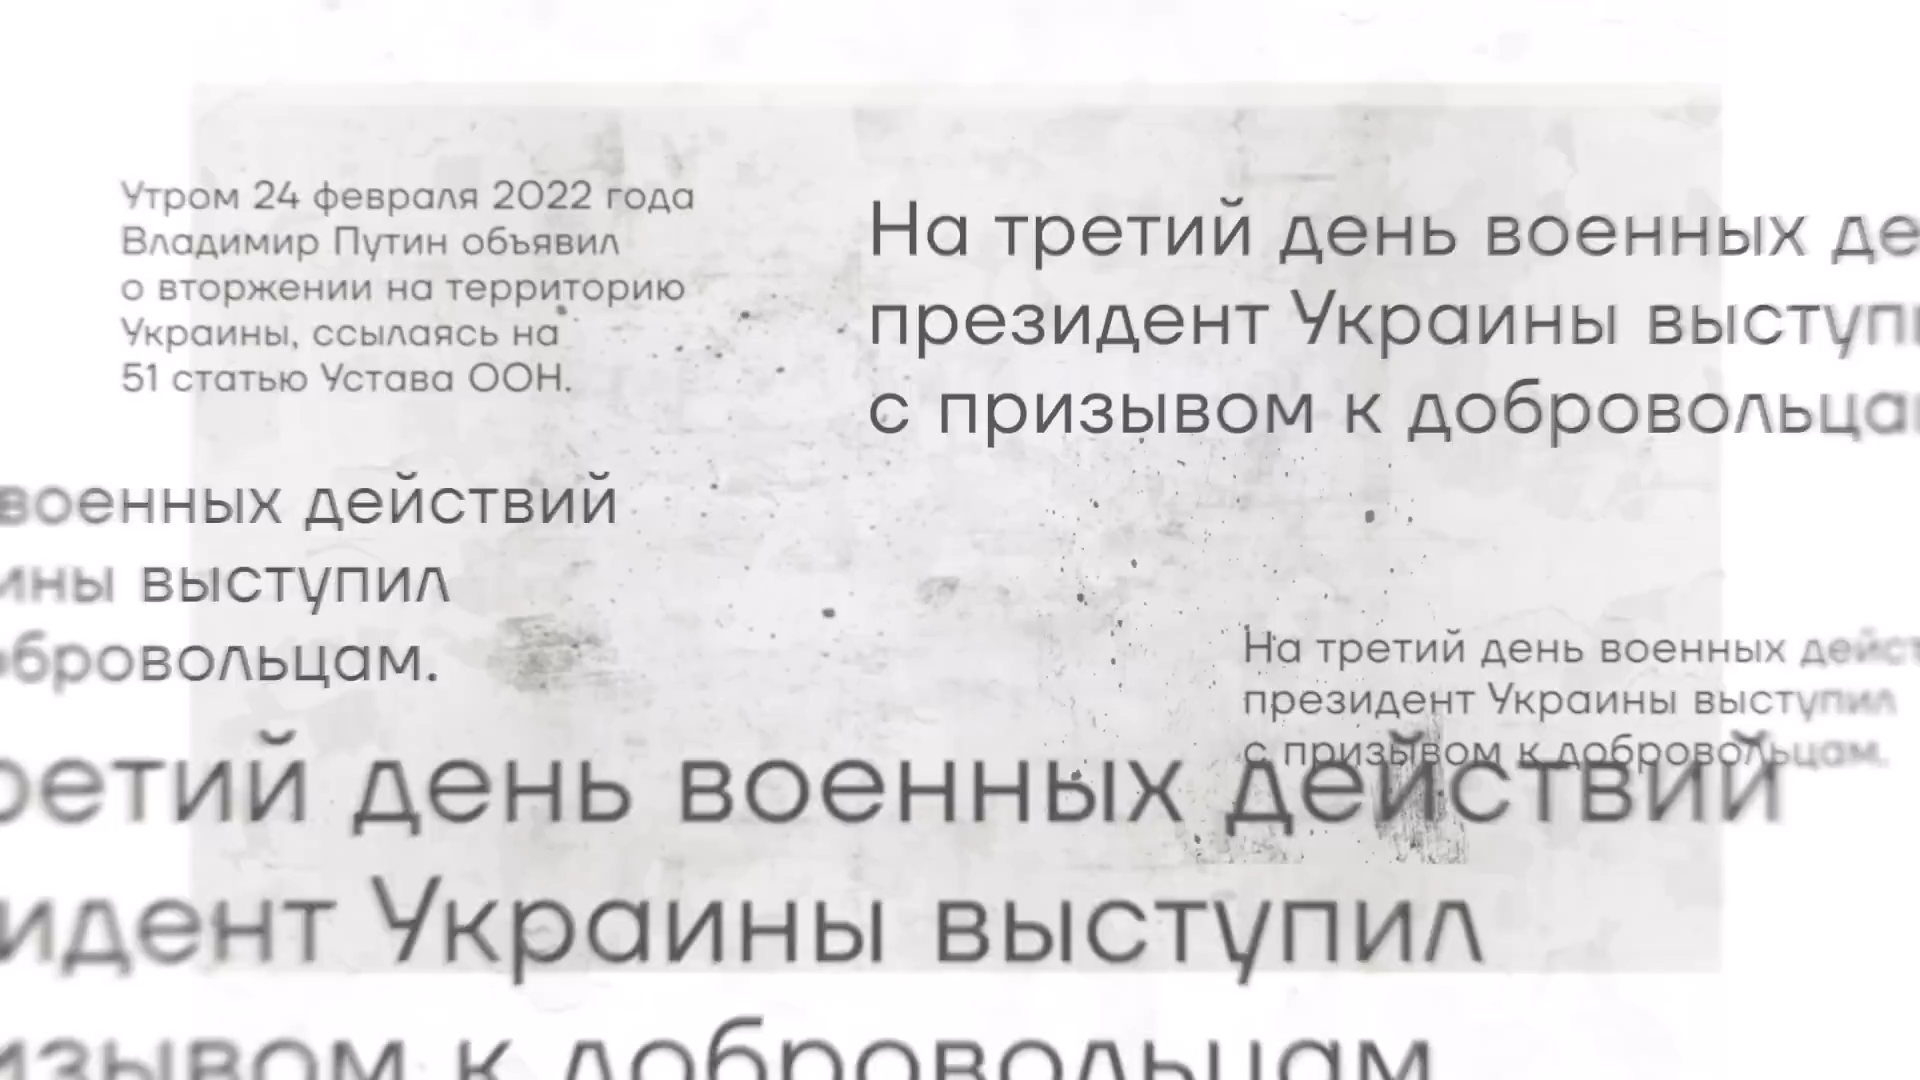 Утром 24 февраля 2022 года
Владимир Путин объявил
о вторжении на территорию
Украины, ссылаясь на
51 статью Устава ООН.
На третий день военных
президент Украины
с призывом к
военных действий
выступил
На третий день военных
президент Украины выступил
с призывом к добровольцам.
день военных действий
Украины выступил
к добровольцам